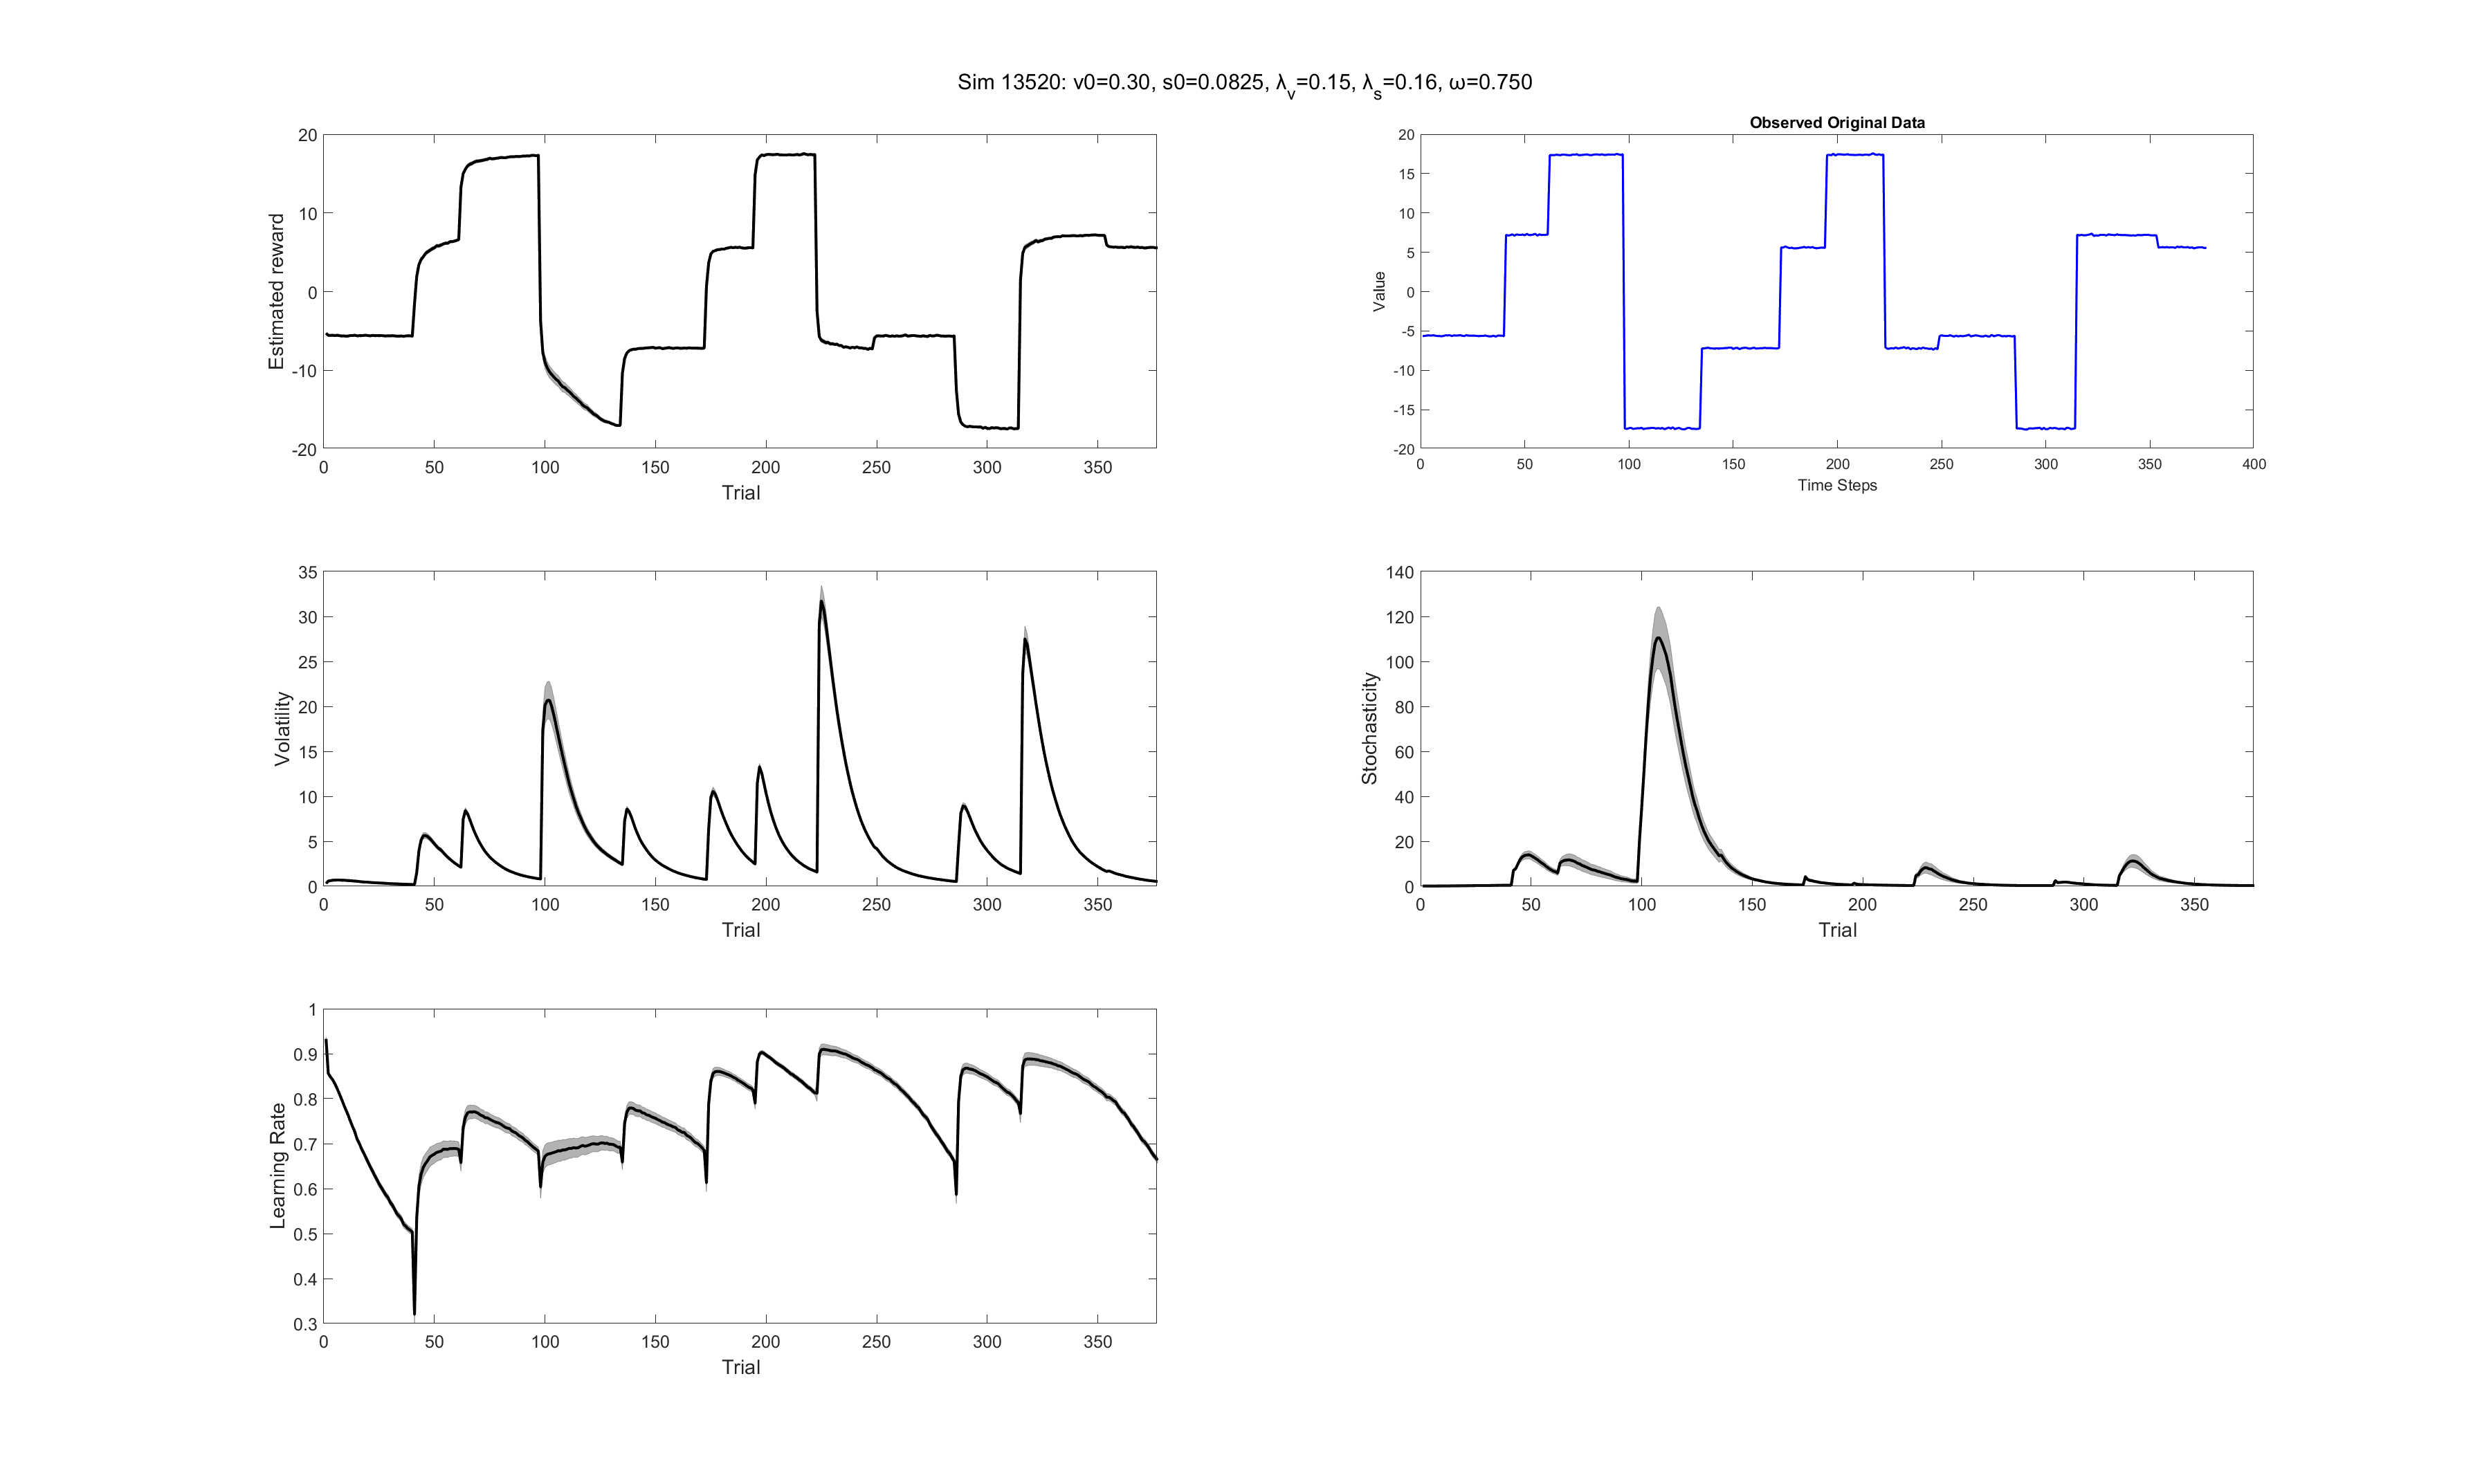 Sim 13520: v0=0.30, s0=0.0825, λv=0.15, λs=0.16, ω=0.750
20
10
0
-10
-20
Estimated reward
0 50 100 150 200 250 300 350
Trial
Observed Original Data
20
15
10
5
0
-5
-10
-15
-20
Value
0 50 100 150 200 250 300 350 400
Time Steps
35
30
25
20
15
10
5
0
Volatility
0 50 100 150 200 250 300 350
Trial
140
120
100
80
60
40
20
0
Stochasticity
0 50 100 150 200 250 300 350
Trial
1
0.9
0.8
0.7
0.6
0.5
0.4
0.3
Learning Rate
0 50 100 150 200 250 300 350
Trial